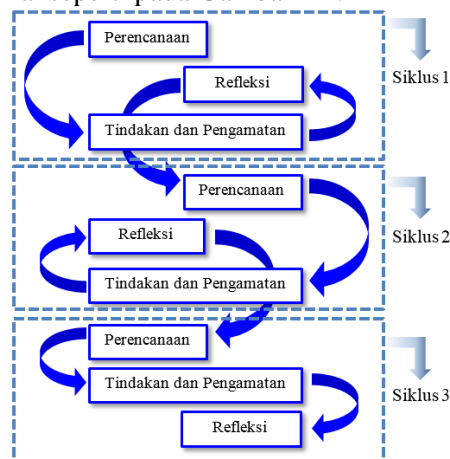 Perencanaan
Refleksi
Siklus 1
Tindakan dan Pengamatan
Perencanaan
Refleksi
Siklus 2
Tindakan dan Pengamatan
Perencanaan
Tindakan dan Pengamatan
Siklus 3
Refleksi